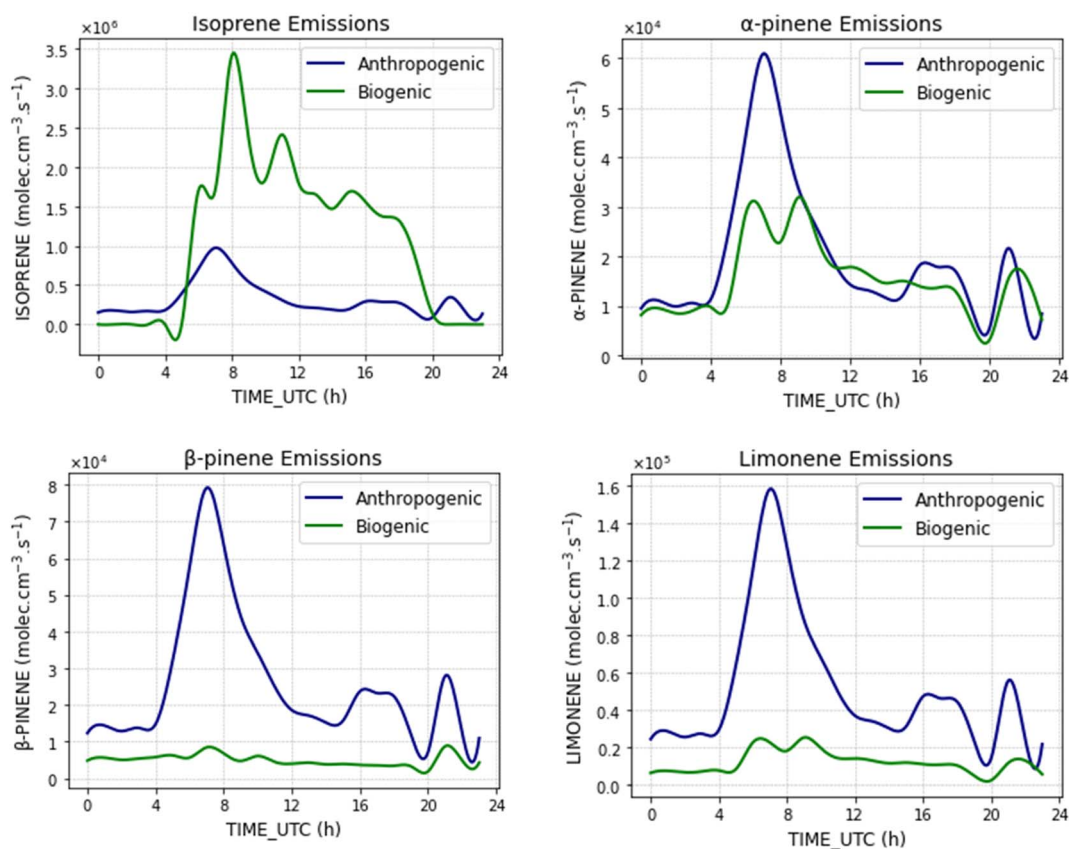 Isoprene Emissions
×10⁶
Anthropogenic
Biogenic
3.5
3.0
2.5
2.0
1.5
1.0
0.5
0.0
ISOPRENE (molec.cm⁻³.s⁻¹)
0 4 8 12 16 20 24
TIME_UTC (h)
α-pinene Emissions
×10⁴
Anthropogenic
Biogenic
6
5
4
3
2
1
0
α-PINENE (molec.cm⁻³.s⁻¹)
0 4 8 12 16 20 24
TIME_UTC (h)
β-pinene Emissions
×10⁴
Anthropogenic
Biogenic
8
7
6
5
4
3
2
1
0
β-PINENE (molec.cm⁻³.s⁻¹)
0 4 8 12 16 20 24
TIME_UTC (h)
Limonene Emissions
×10⁵
Anthropogenic
Biogenic
1.6
1.4
1.2
1.0
0.8
0.6
0.4
0.2
0.0
LIMONENE (molec.cm⁻³.s⁻¹)
0 4 8 12 16 20 24
TIME_UTC (h)